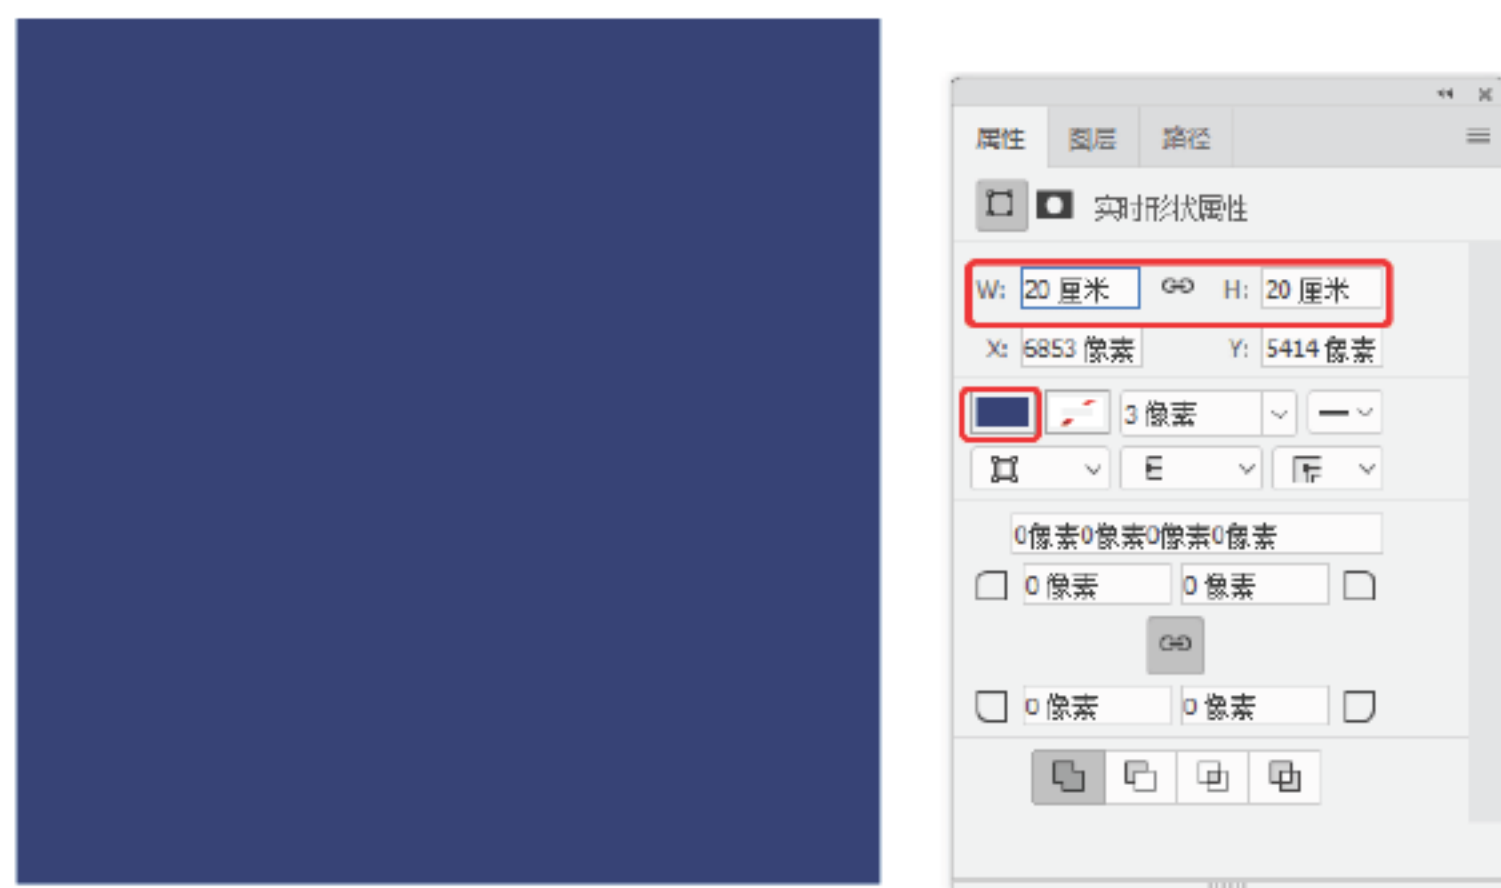 属性 图层 路径
实时形状属性
W: 20 厘米 H: 20 厘米
X: 6853 像素 Y: 5414 像素
3 像素
0像素0像素0像素0像素
0 像素 0 像素
0 像素 0 像素